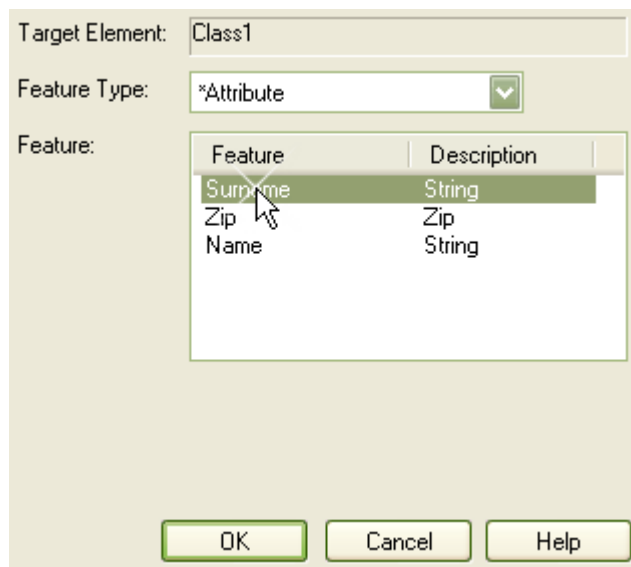 Target Element: Class1
Feature Type: *Attribute
Feature:
Feature Description
Surname String
Zip Zip
Name String
OK Cancel Help